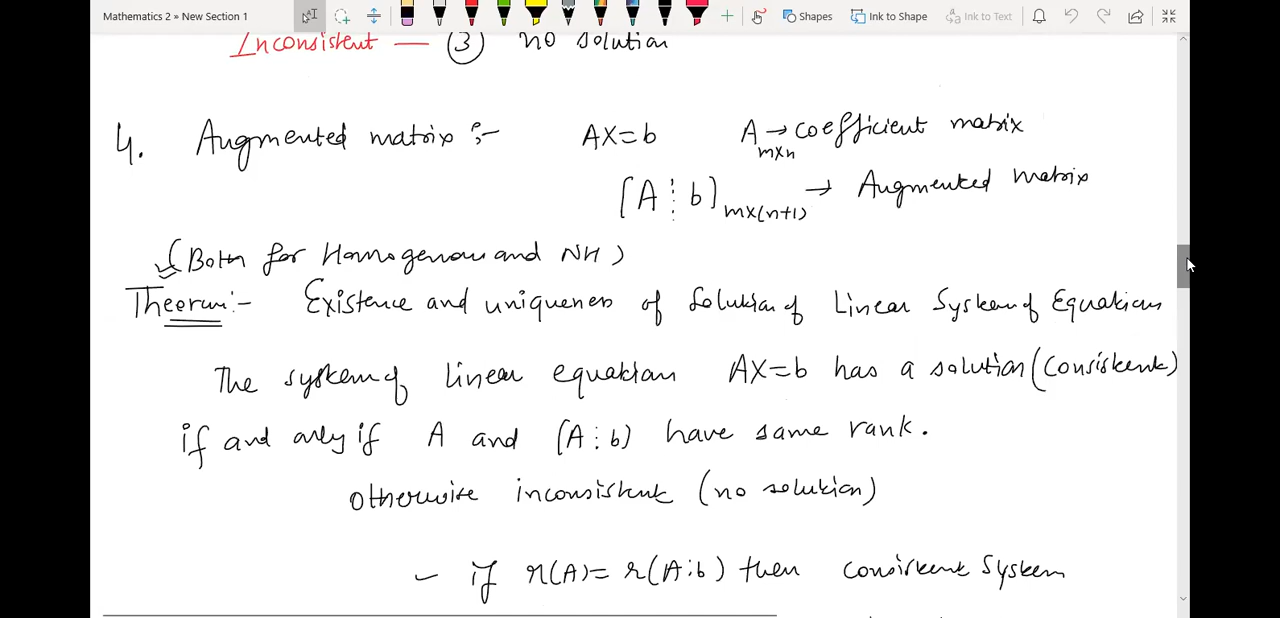 Mathematics 2 » New Section 1
Shapes
Ink to Shape
Ink to Text
Inconsistent — (3) no solution
4. Augmented matrix :- AX=b A m×n → coefficient matrix
[A ⋮ b] m×(n+1) → Augmented matrix
(Both for Homogenous and NH)
Theorem:- Existence and uniqueness of Solution of Linear System of Equations
The system of linear equation AX=b has a solution (consistent)
if and only if A and (A ⋮ b) have same rank.
otherwise inconsistent (no solution)
– if r(A) = r(A⋮b) then consistent System